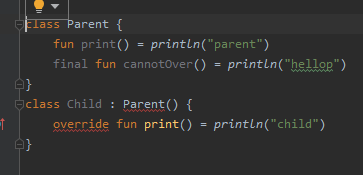 class Parent {
    fun print() = println("parent")
    final fun cannotOver() = println("hellop")
}
class Child : Parent() {
    override fun print() = println("child")
}